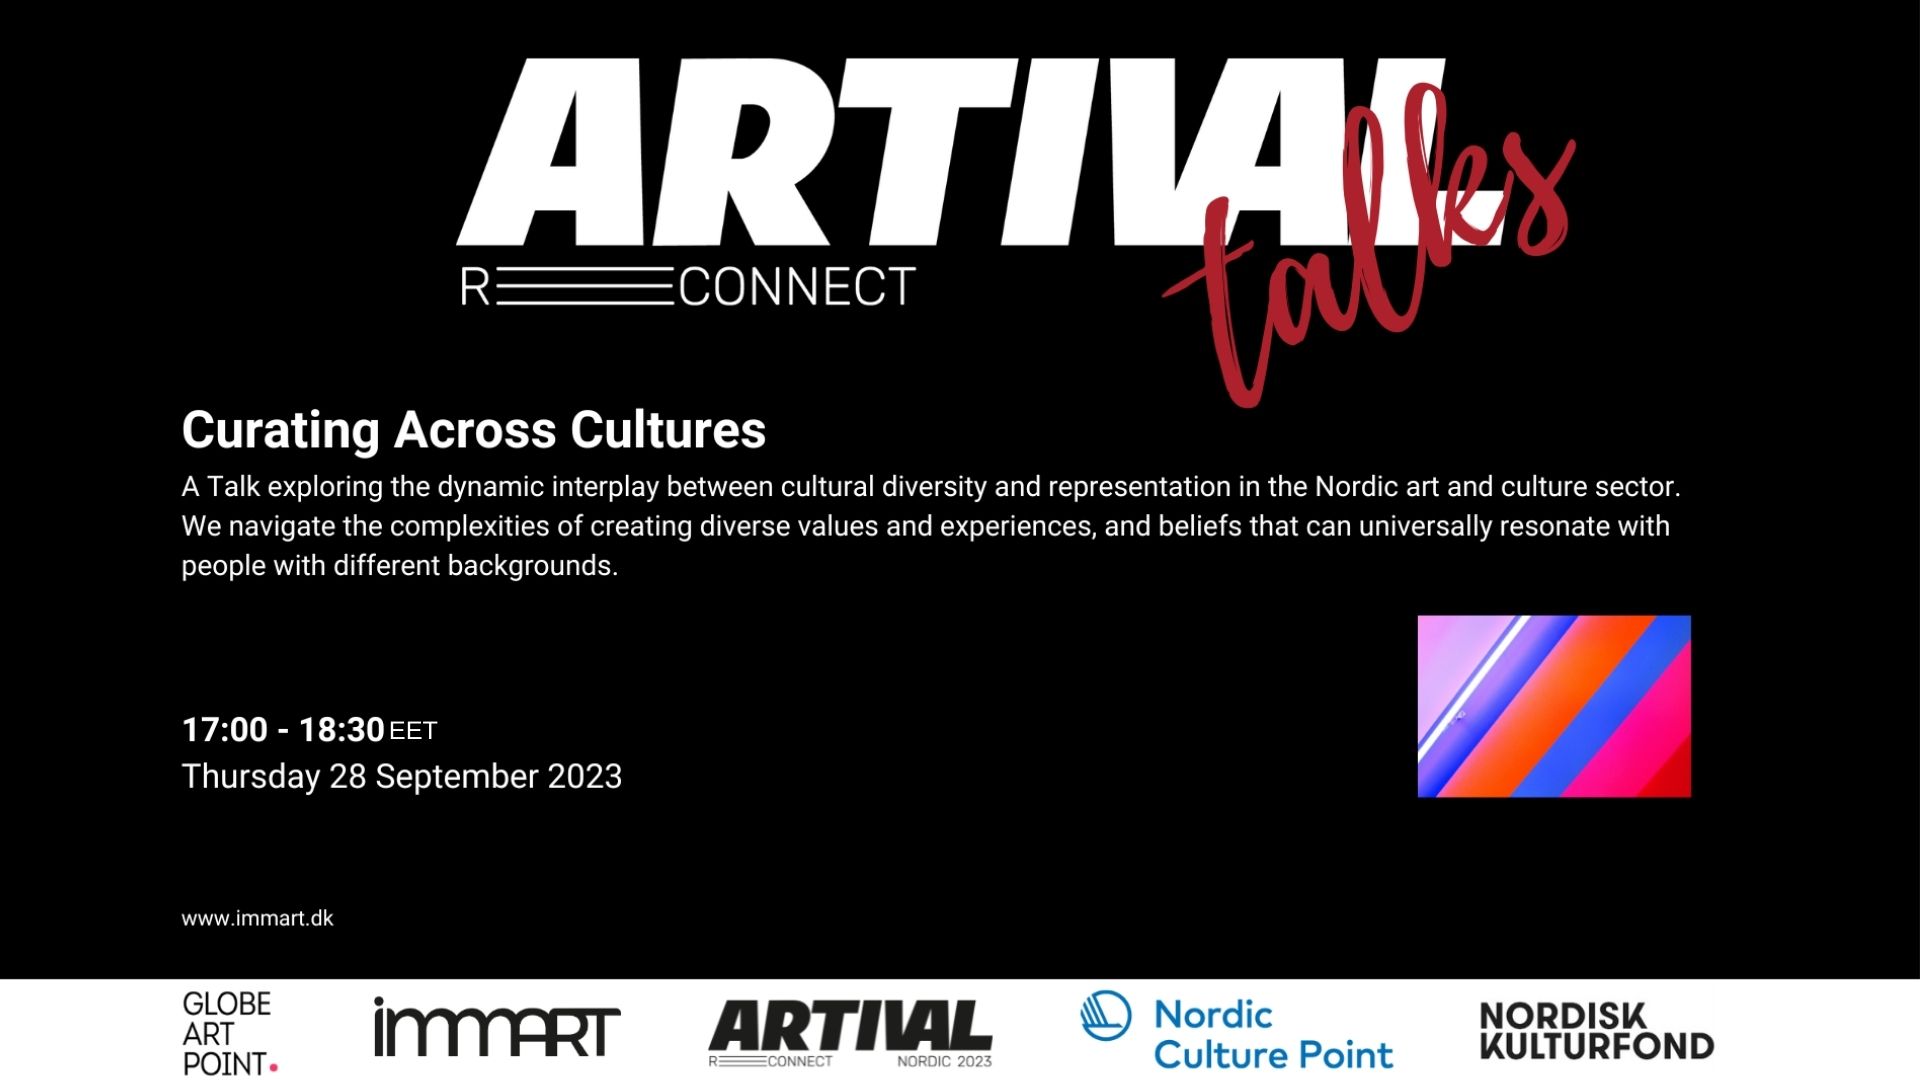 ARTIVAL
talks
R CONNECT
Curating Across Cultures
A Talk exploring the dynamic interplay between cultural diversity and representation in the Nordic art and culture sector.
We navigate the complexities of creating diverse values and experiences, and beliefs that can universally resonate with
people with different backgrounds.
17:00 - 18:30 EET
Thursday 28 September 2023
www.immart.dk
GLOBE
ART
POINT.
immART
ARTIVAL
R CONNECT NORDIC 2023
Nordic
Culture Point
NORDISK
KULTURFOND